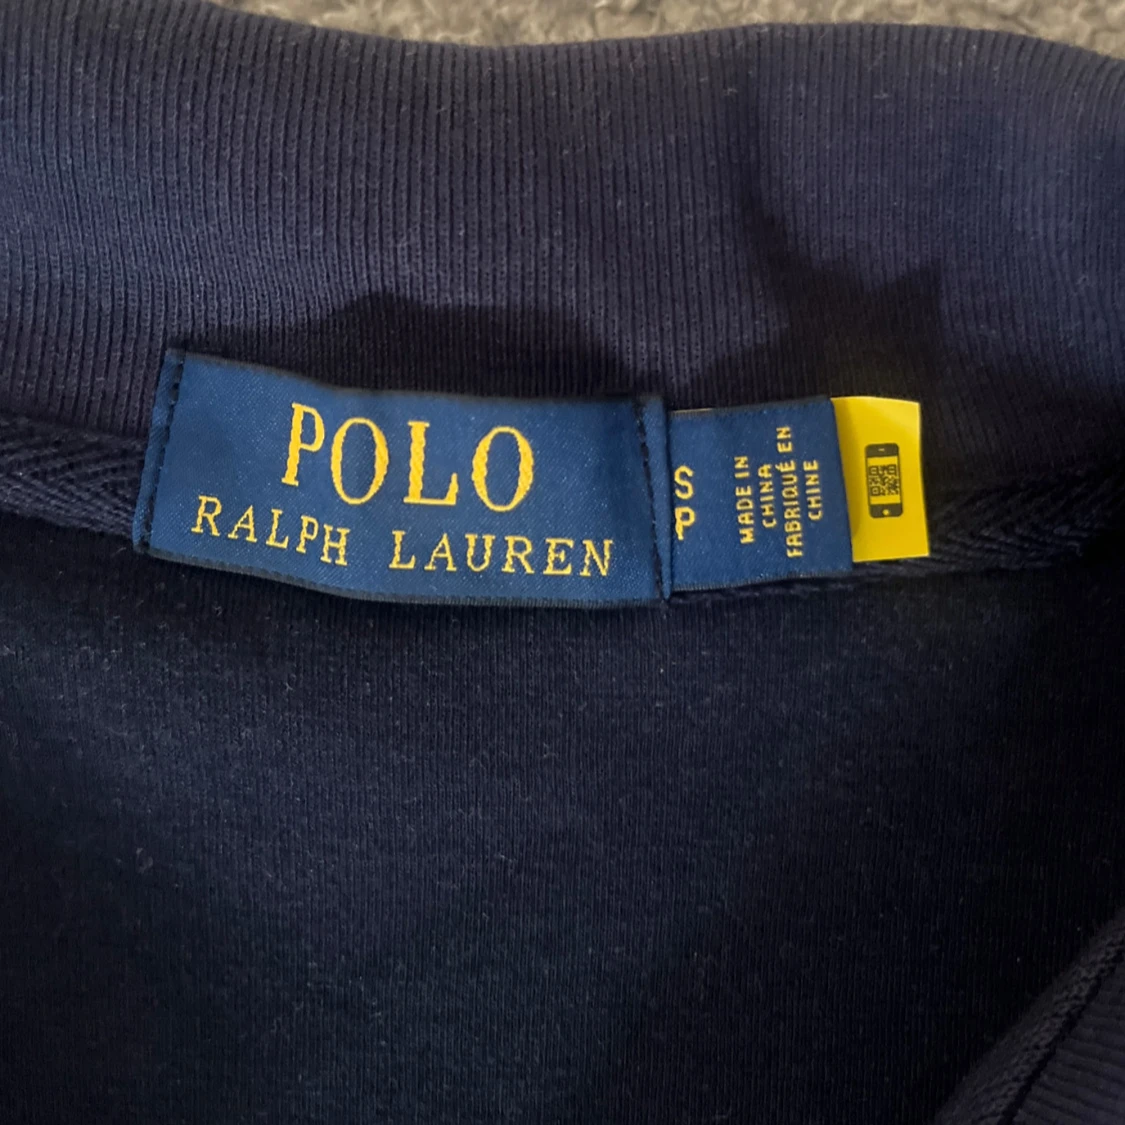 POLO
RALPH LAUREN
S
P
MADE IN
CHINA
FABRIQUÉ EN
CHINE